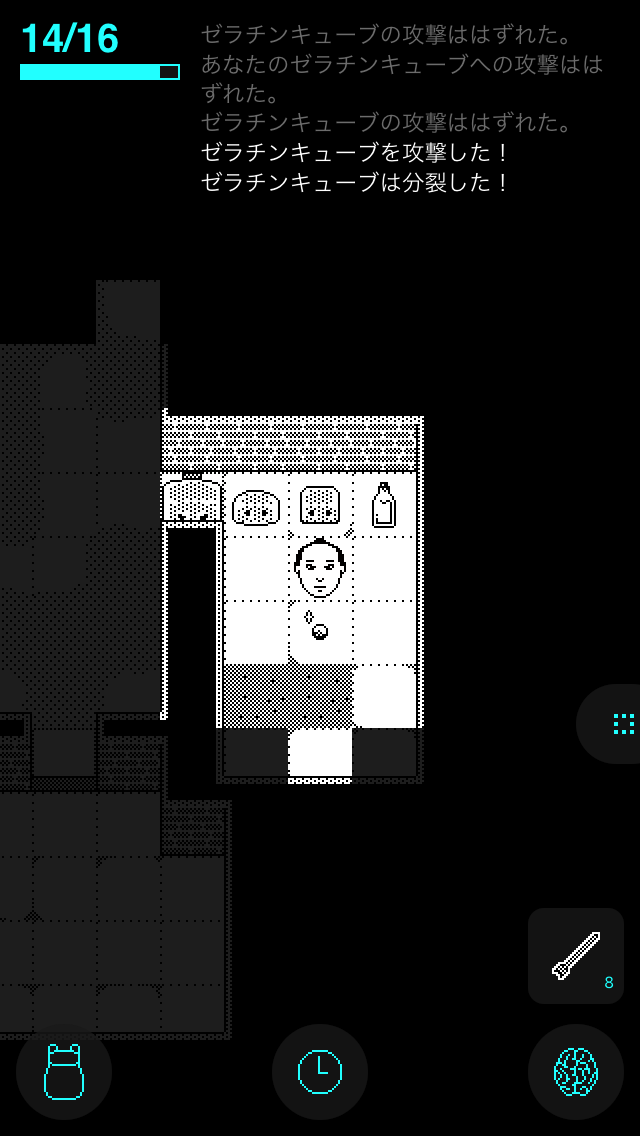 14/16
ゼラチンキューブの攻撃ははずれた。
あなたのゼラチンキューブへの攻撃はは
ずれた。
ゼラチンキューブの攻撃ははずれた。
ゼラチンキューブを攻撃した！
ゼラチンキューブは分裂した！
8